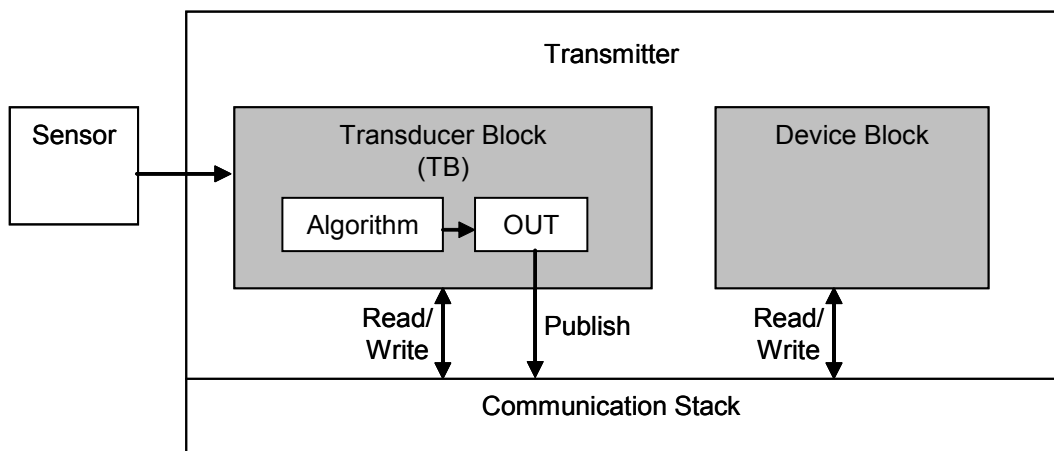 Transmitter
Sensor
Transducer Block
(TB)
Device Block
Algorithm
OUT
Read/
Write
Publish
Read/
Write
Communication Stack